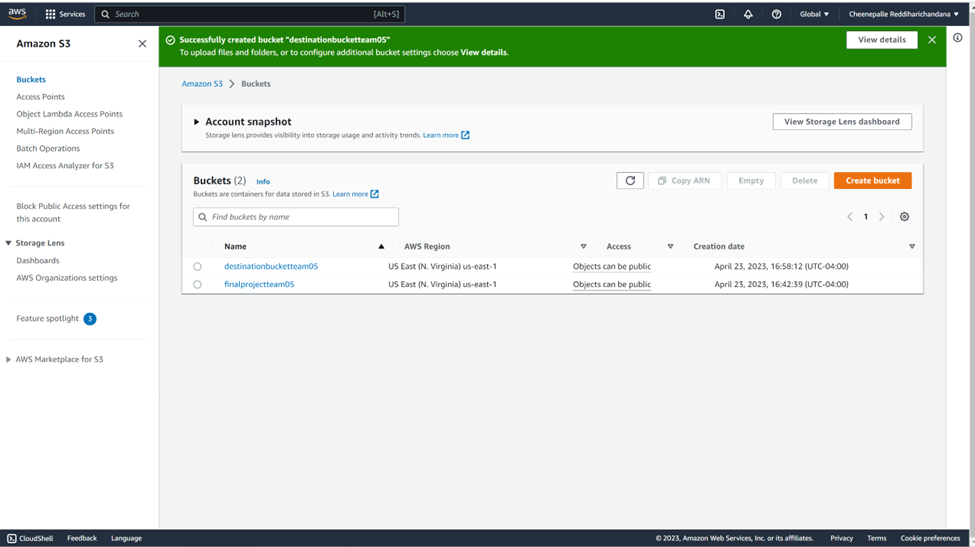 aws
Services
Search
[Alt+S]
Global ▼
Cheenepalle Reddiharichandana ▼
Amazon S3
Buckets
Access Points
Object Lambda Access Points
Multi-Region Access Points
Batch Operations
IAM Access Analyzer for S3
Block Public Access settings for
this account
Storage Lens
Dashboards
AWS Organizations settings
Feature spotlight 3
AWS Marketplace for S3
Successfully created bucket "destinationbucketteam05"
To upload files and folders, or to configure additional bucket settings choose View details.
View details
Amazon S3 > Buckets
Account snapshot
Storage lens provides visibility into storage usage and activity trends. Learn more
View Storage Lens dashboard
Buckets (2) Info
Buckets are containers for data stored in S3. Learn more
Copy ARN
Empty
Delete
Create bucket
Find buckets by name
1
Name AWS Region Access Creation date
destinationbucketteam05 US East (N. Virginia) us-east-1 Objects can be public April 23, 2023, 16:58:12 (UTC-04:00)
finalprojectteam05 US East (N. Virginia) us-east-1 Objects can be public April 23, 2023, 16:42:39 (UTC-04:00)
CloudShell Feedback Language © 2023, Amazon Web Services, Inc. or its affiliates. Privacy Terms Cookie preferences